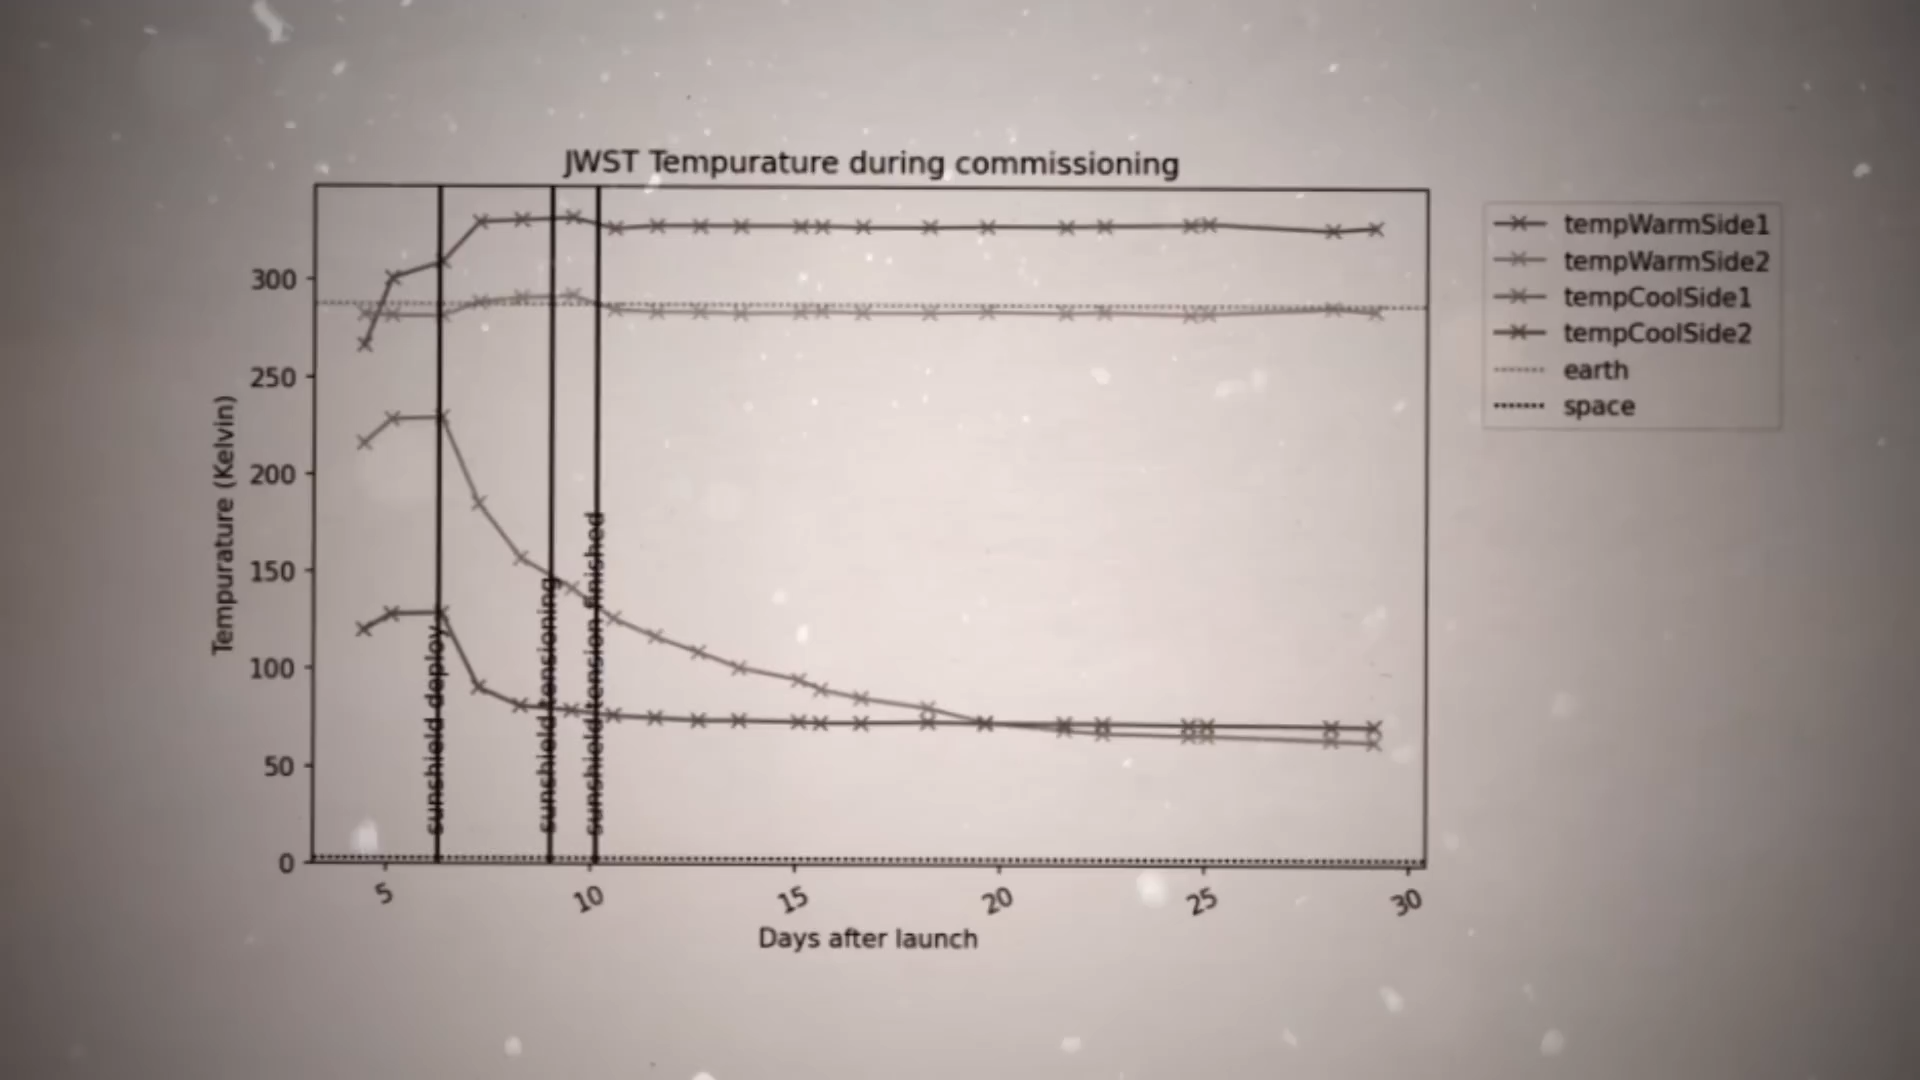 JWST Tempurature during commissioning
tempWarmSide1
tempWarmSide2
tempCoolSide1
tempCoolSide2
earth
space
Tempurature (Kelvin)
300
250
200
150
100
50
0
sunshield deploy
sunshield tensioning
sunshield tension finished
5
10
15
20
25
30
Days after launch